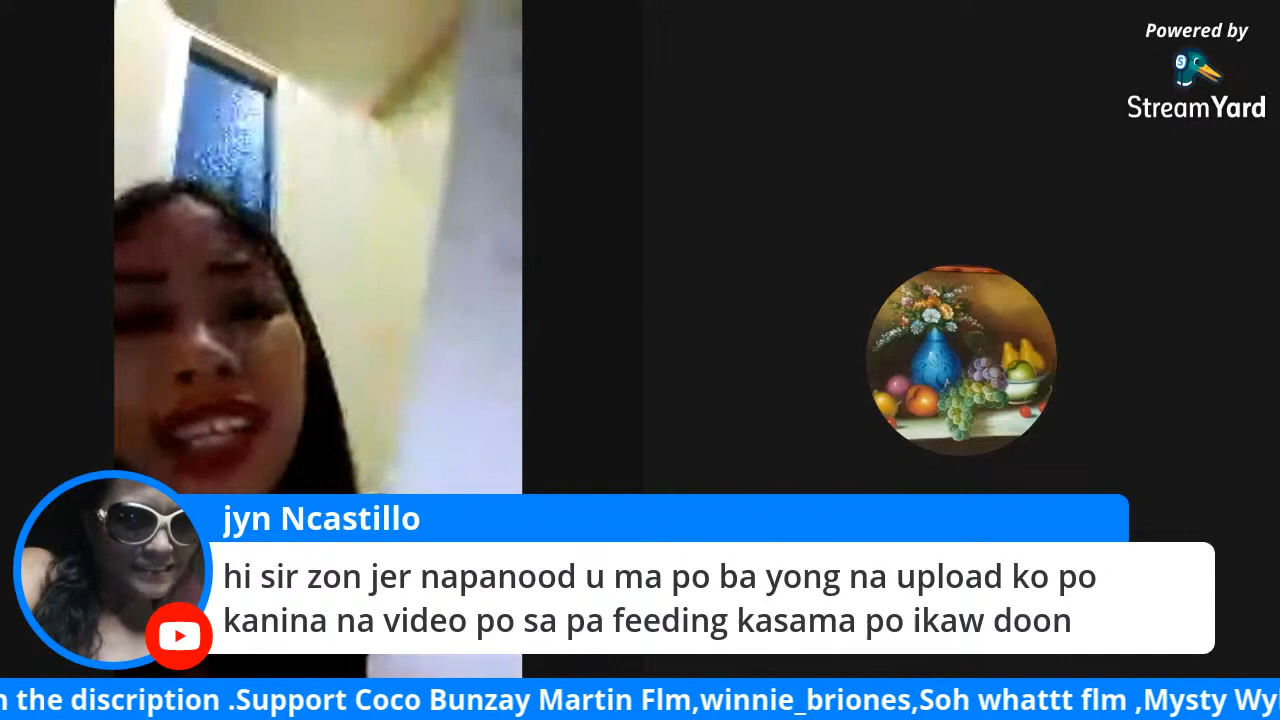 Powered by
StreamYard
jyn Ncastillo
hi sir zon jer napanood u ma po ba yong na upload ko po
kanina na video po sa pa feeding kasama po ikaw doon
the discription .Support Coco Bunzay Martin Flm,winnie_briones,Soh whattt flm ,Mysty